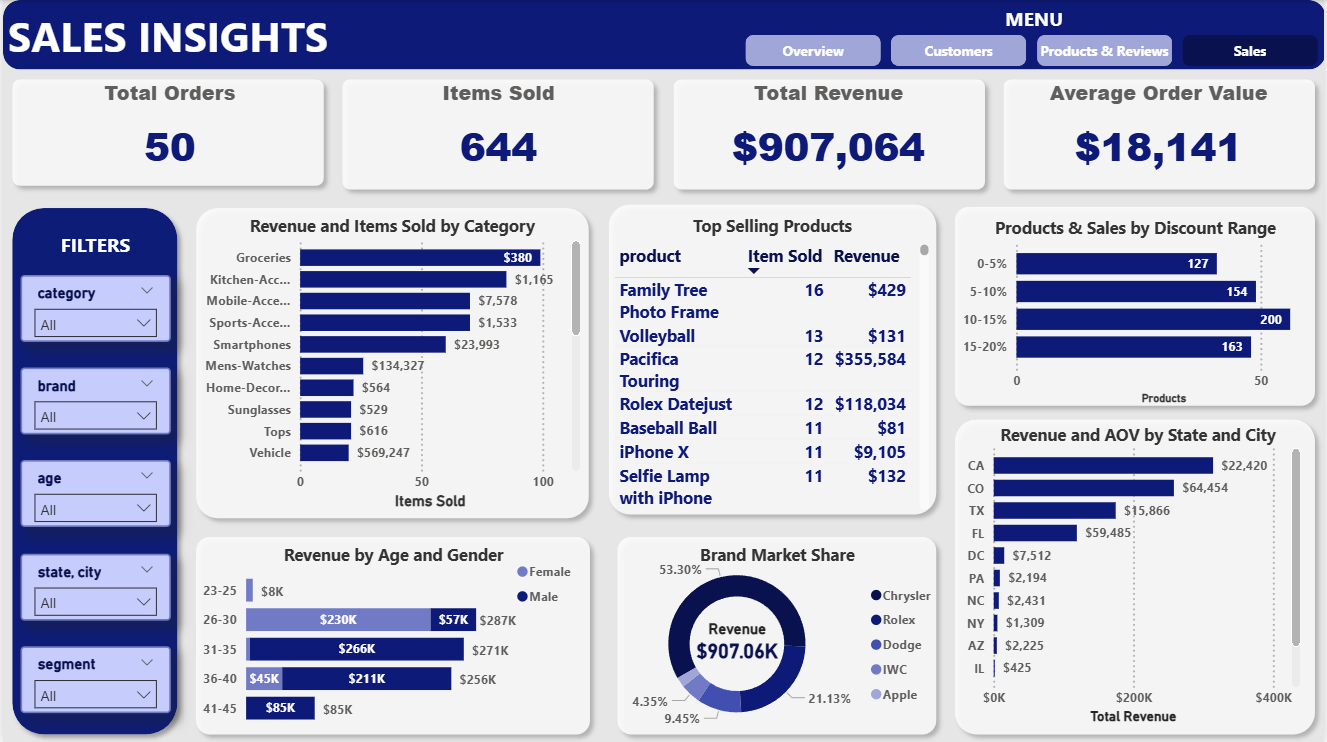 SALES INSIGHTS
MENU
Overview
Customers
Products & Reviews
Sales
Total Orders
50
Items Sold
644
Total Revenue
$907,064
Average Order Value
$18,141
FILTERS
category
All
brand
All
age
All
state, city
All
segment
All
Revenue and Items Sold by Category
Groceries $380
Kitchen-Acc... $1,165
Mobile-Acce... $7,578
Sports-Acce... $1,533
Smartphones $23,993
Mens-Watches $134,327
Home-Decor... $564
Sunglasses $529
Tops $616
Vehicle $569,247
0 50 100
Items Sold
Top Selling Products
product Item Sold Revenue
Family Tree 16 $429
Photo Frame
Volleyball 13 $131
Pacifica 12 $355,584
Touring
Rolex Datejust 12 $118,034
Baseball Ball 11 $81
iPhone X 11 $9,105
Selfie Lamp 11 $132
with iPhone
Products & Sales by Discount Range
0-5% 127
5-10% 154
10-15% 200
15-20% 163
0 50
Products
Revenue by Age and Gender
Female
Male
23-25 $8K
26-30 $230K $57K $287K
31-35 $266K $271K
36-40 $45K $211K $256K
41-45 $85K $85K
Brand Market Share
53.30%
21.13%
9.45%
4.35%
Revenue
$907.06K
Chrysler
Rolex
Dodge
IWC
Apple
Revenue and AOV by State and City
CA $22,420
CO $64,454
TX $15,866
FL $59,485
DC $7,512
PA $2,194
NC $2,431
NY $1,309
AZ $2,225
IL $425
$0K $200K $400K
Total Revenue